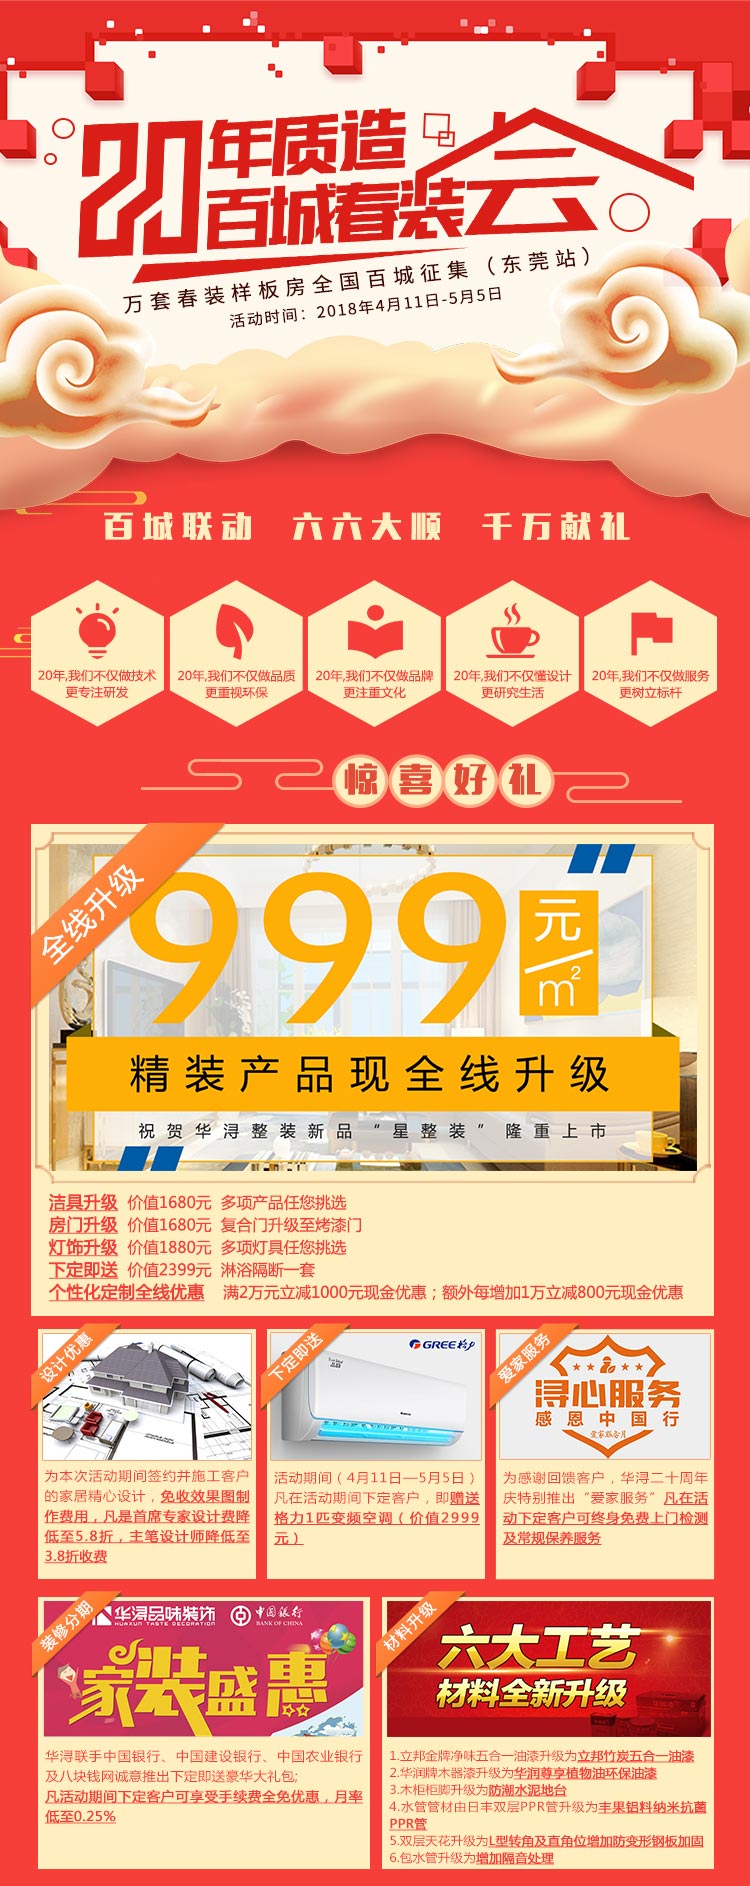 20年质造
百城春装会
万套春装样板房全国百城征集（东莞站）
活动时间：2018年4月11日-5月5日
百城联动 六六大顺 千万献礼
20年,我们不仅做技术
更专注研发
20年,我们不仅做品质
更重视环保
20年,我们不仅做品牌
更注重文化
20年,我们不仅懂设计
更研究生活
20年,我们不仅做服务
更树立标杆
惊喜好礼
全线升级
999元/m²
精装产品现全线升级
祝贺华浔整装新品“星整装”隆重上市
洁具升级 价值1680元 多项产品任您挑选
房门升级 价值1680元 复合门升级至烤漆门
灯饰升级 价值1880元 多项灯具任您挑选
下定即送 价值2399元 淋浴隔断一套
个性化定制全线优惠 满2万元立减1000元现金优惠；额外每增加1万立减800元现金优惠
设计优惠
为本次活动期间签约并施工客户
的家居精心设计，免收效果图制
作费用，凡是首席专家设计费降
低至5.8折，主笔设计师降低至
3.8折收费
下定即送
GREE格力
活动期间（4月11日—5月5日）
凡在活动期间下定客户，即赠送
格力1匹变频空调（价值2999
元）
爱家服务
浔心服务
感恩中国行
爱家服务月
为感谢回馈客户，华浔二十周年
庆特别推出“爱家服务”凡在活
动下定客户可终身免费上门检测
及常规保养服务
装修分期
华浔品味装饰
HUAXUN TASTE DECORATION
中国银行
BANK OF CHINA
家装盛惠
华浔联手中国银行、中国建设银行、中国农业银行
及八块钱网诚意推出下定即送豪华大礼包;
凡活动期间下定客户可享受手续费全免优惠，月率
低至0.25%
材料升级
六大工艺
材料全新升级
1.立邦金牌净味五合一油漆升级为立邦竹炭五合一油漆
2.华润牌木器漆升级为华润尊享植物油环保油漆
3.木柜柜脚升级为防潮水泥地台
4.水管管材由日丰双层PPR管升级为丰果铝料纳米抗菌
PPR管
5.双层天花升级为L型转角及直角位增加防变形钢板加固
6.包水管升级为增加隔音处理